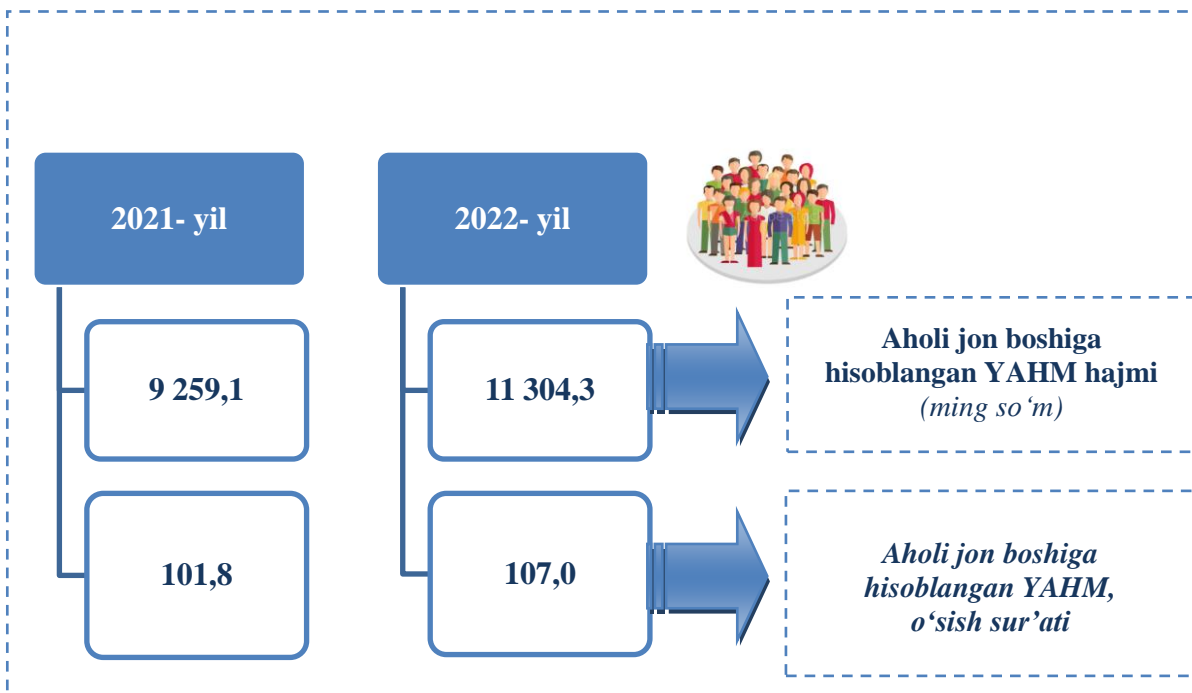 2021- yil
2022- yil
9 259,1
11 304,3
Aholi jon boshiga
hisoblangan YAHM hajmi
(ming so‘m)
101,8
107,0
Aholi jon boshiga
hisoblangan YAHM,
o‘sish sur’ati